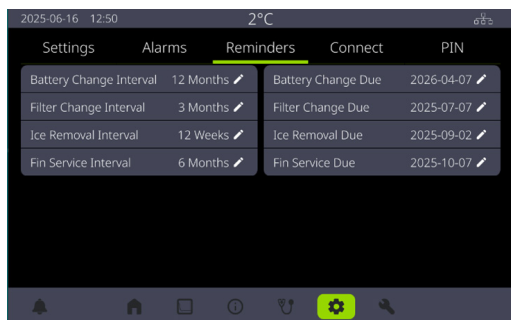 2025-06-16 12:50 2°C
Settings Alarms Reminders Connect PIN
Battery Change Interval 12 Months Battery Change Due 2026-04-07
Filter Change Interval 3 Months Filter Change Due 2025-07-07
Ice Removal Interval 12 Weeks Ice Removal Due 2025-09-02
Fin Service Interval 6 Months Fin Service Due 2025-10-07